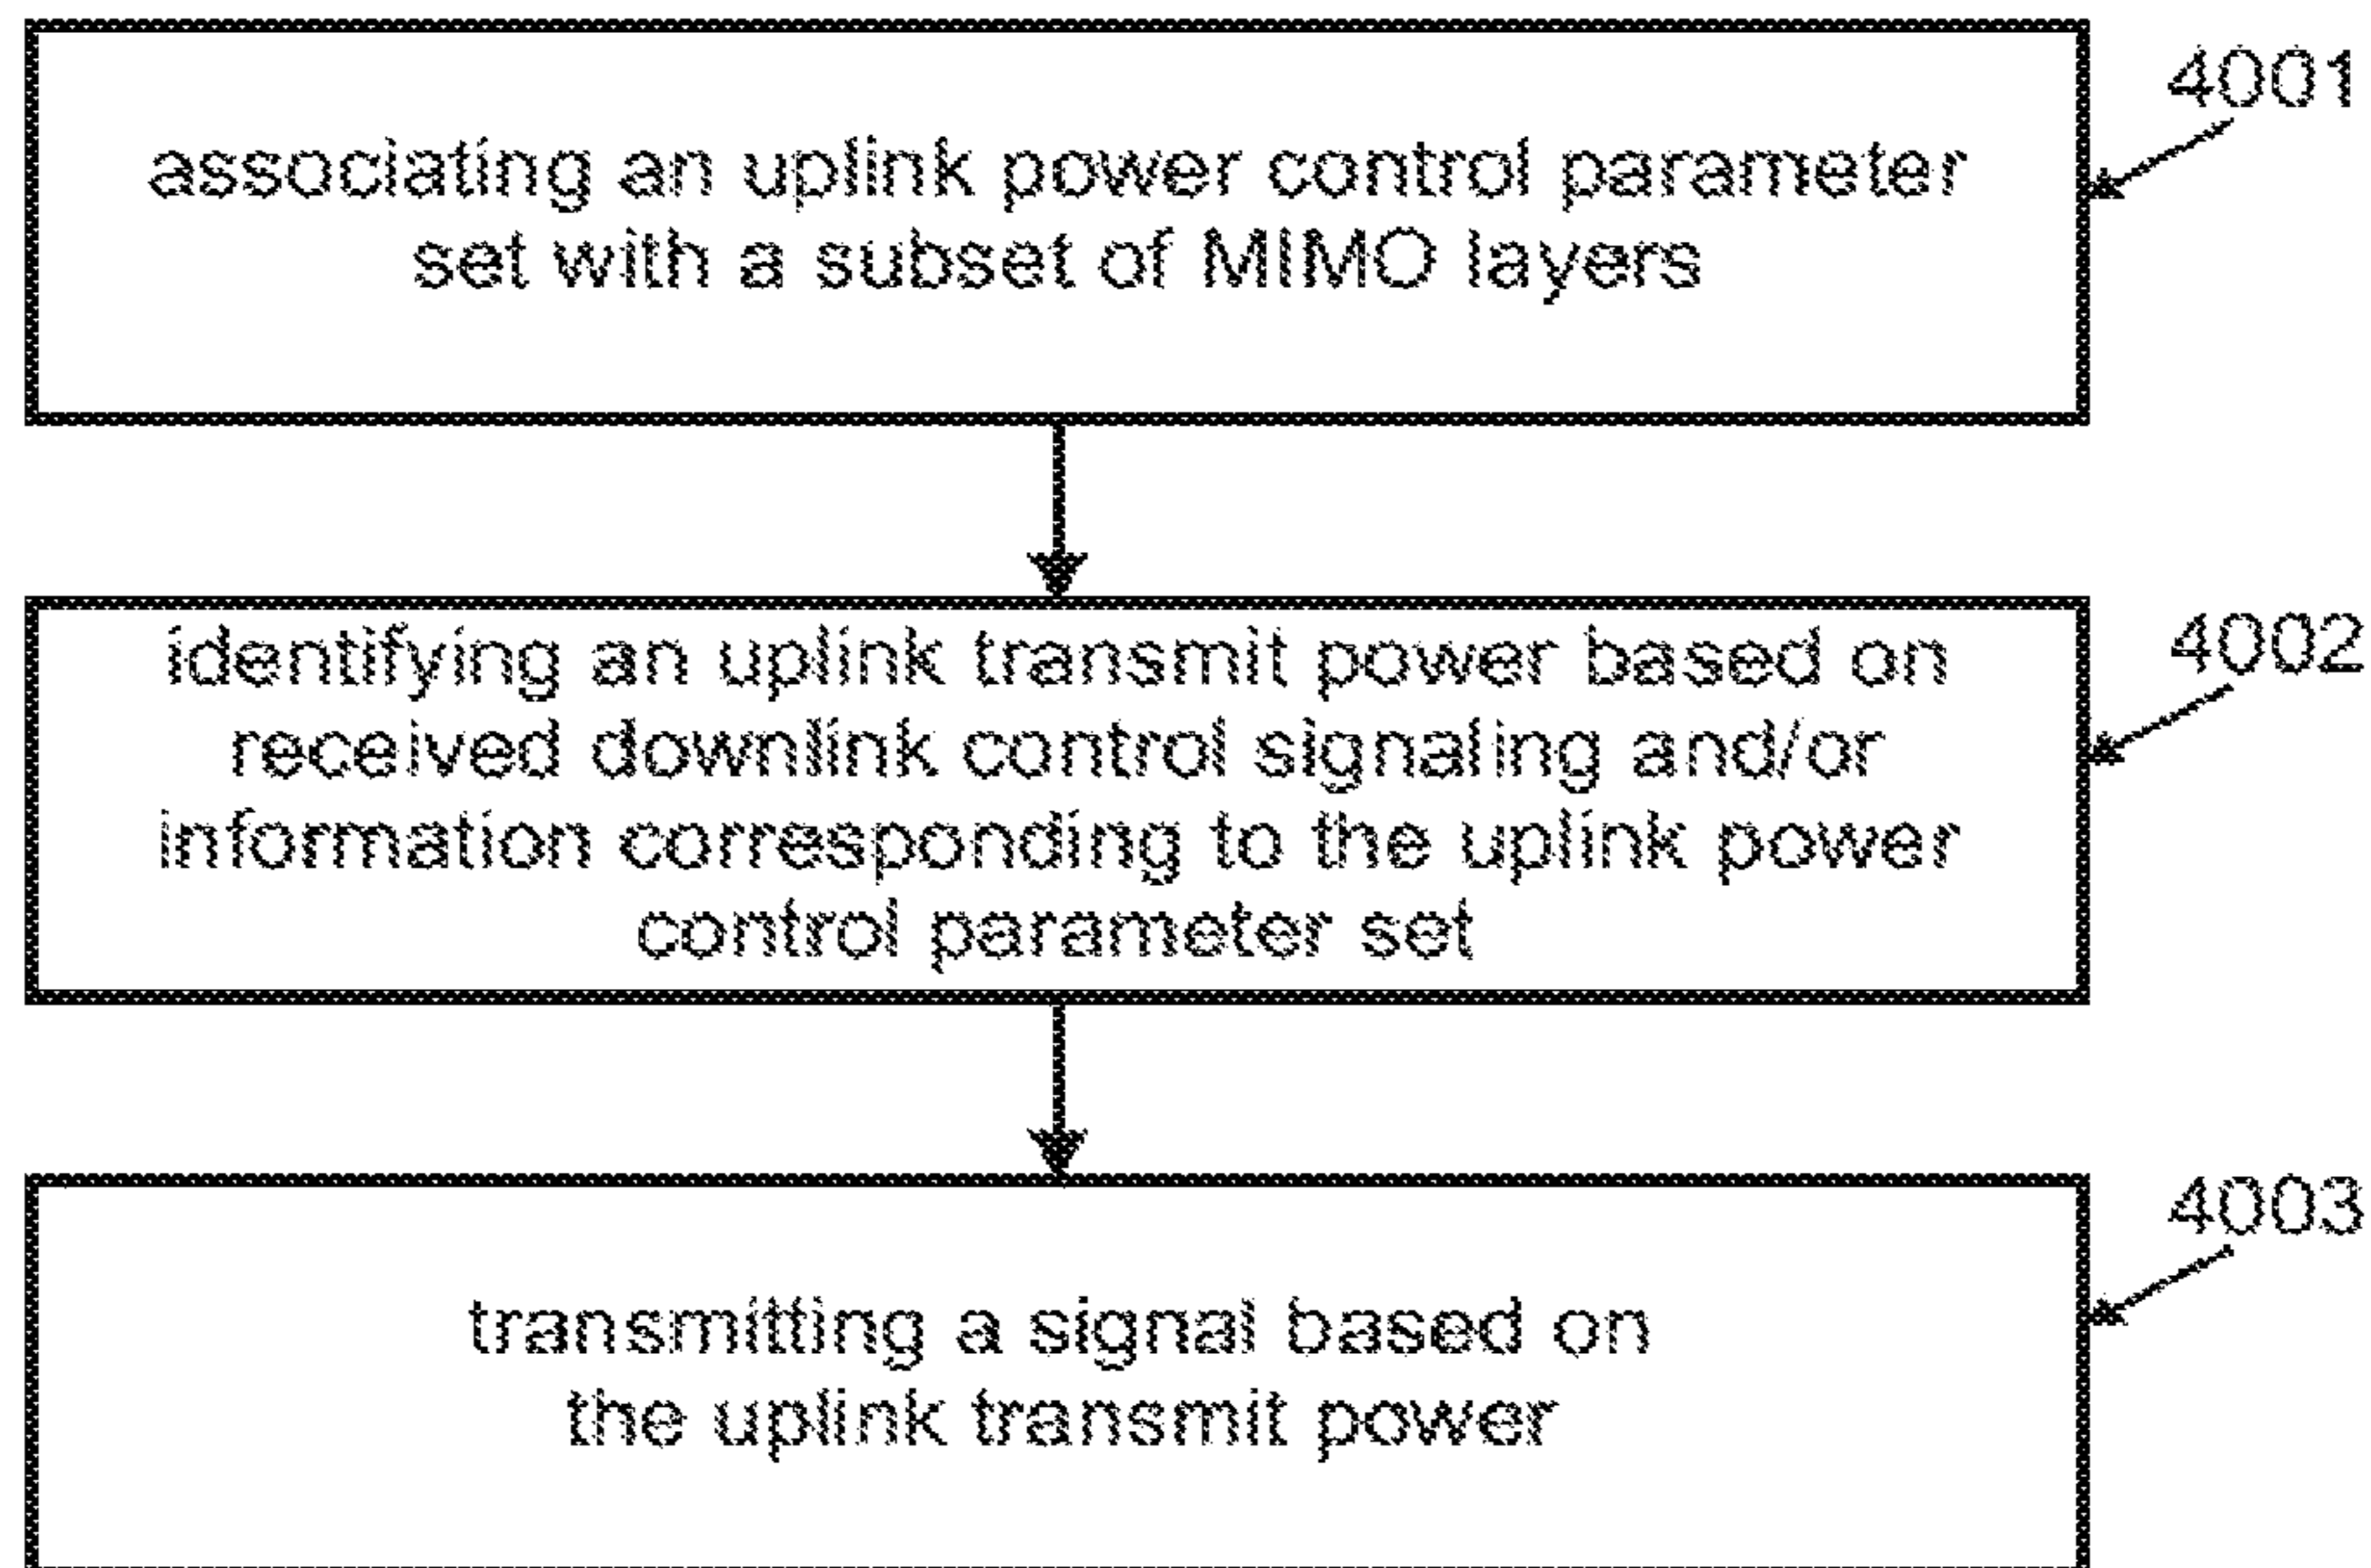 4001
associating an uplink power control parameter
set with a subset of MIMO layers
4002
identifying an uplink transmit power based on
received downlink control signaling and/or
information corresponding to the uplink power
control parameter set
4003
transmitting a signal based on
the uplink transmit power